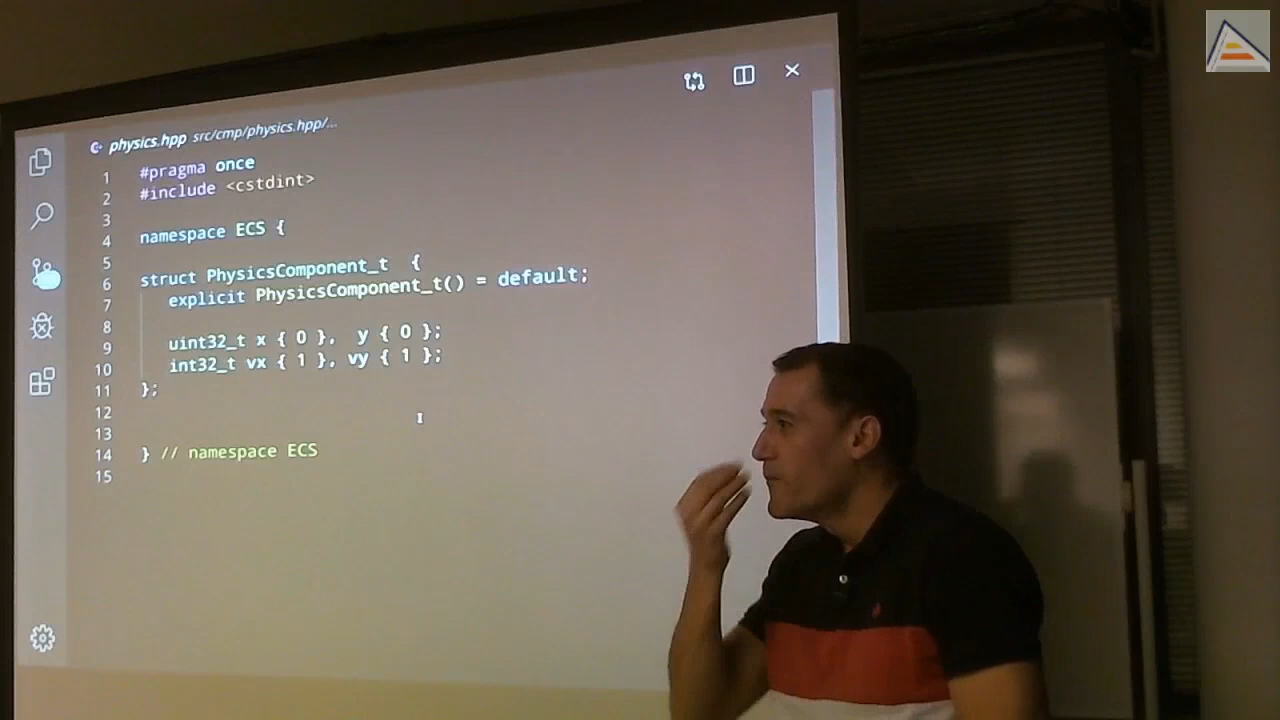 physics.hpp src/cmp/physics.hpp/...
1 #pragma once
2 #include <cstdint>
3
4 namespace ECS {
5
6 struct PhysicsComponent_t {
7 explicit PhysicsComponent_t() = default;
8
9 uint32_t x { 0 }, y { 0 };
10 int32_t vx { 1 }, vy { 1 };
11 };
12
13
14 } // namespace ECS
15